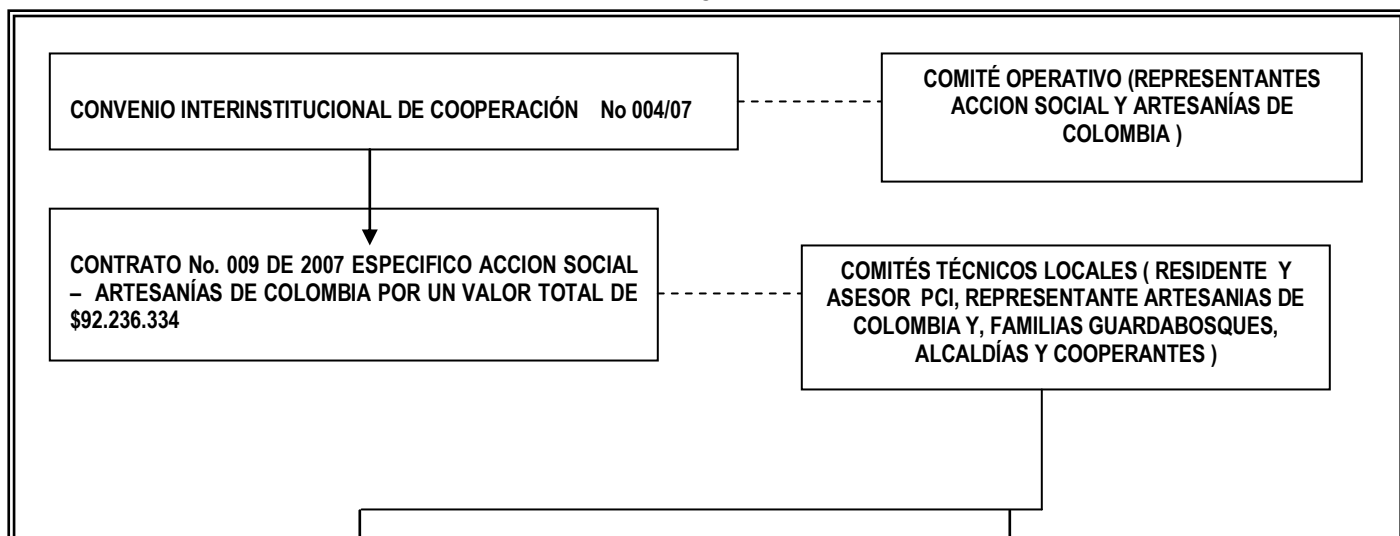 CONVENIO INTERINSTITUCIONAL DE COOPERACIÓN No 004/07
COMITÉ OPERATIVO (REPRESENTANTES
ACCION SOCIAL Y ARTESANÍAS DE
COLOMBIA )
CONTRATO No. 009 DE 2007 ESPECIFICO ACCION SOCIAL
– ARTESANÍAS DE COLOMBIA POR UN VALOR TOTAL DE
$92.236.334
COMITÉS TÉCNICOS LOCALES ( RESIDENTE Y
ASESOR PCI, REPRESENTANTE ARTESANIAS DE
COLOMBIA Y, FAMILIAS GUARDABOSQUES,
ALCALDÍAS Y COOPERANTES )